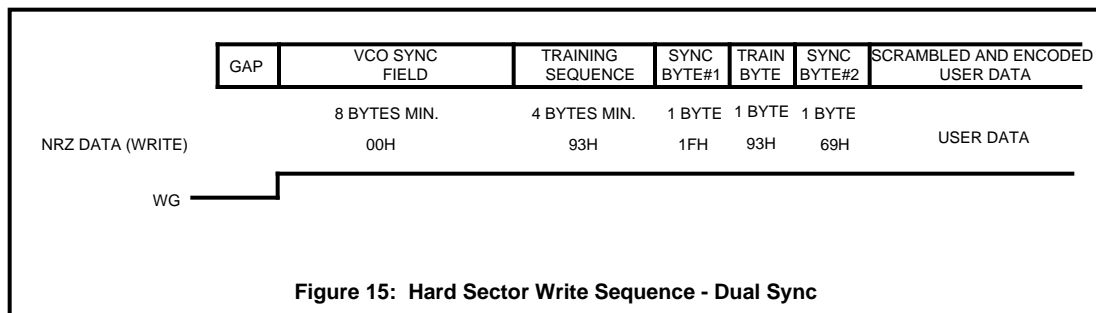 GAP
VCO SYNC
FIELD
TRAINING
SEQUENCE
SYNC
BYTE#1
TRAIN
BYTE
SYNC
BYTE#2
SCRAMBLED AND ENCODED
USER DATA
8 BYTES MIN.
4 BYTES MIN.
1 BYTE
1 BYTE
1 BYTE
NRZ DATA (WRITE)
00H
93H
1FH
93H
69H
USER DATA
WG
Figure 15: Hard Sector Write Sequence - Dual Sync